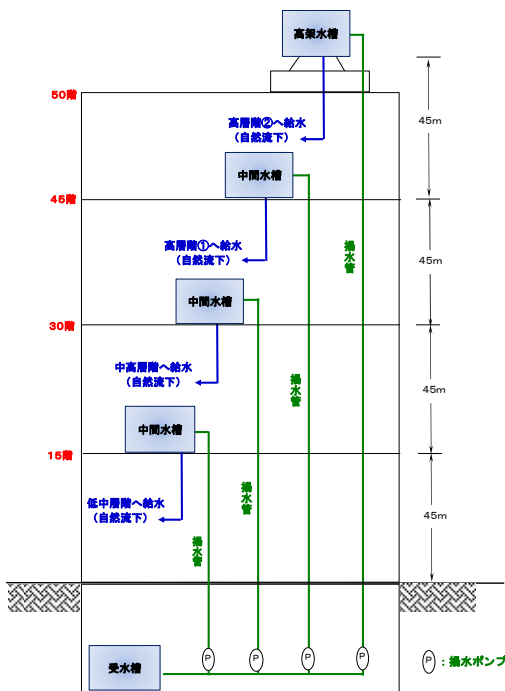 高架水槽
50階
高層階②へ給水
(自然流下)
45m
中間水槽
45階
高層階①へ給水
(自然流下)
揚水管
45m
中間水槽
30階
中高層階へ給水
(自然流下)
揚水管
45m
中間水槽
15階
低中層階へ給水
(自然流下)
揚水管
揚水管
45m
受水槽
P
P
P
P
P :揚水ポンプ